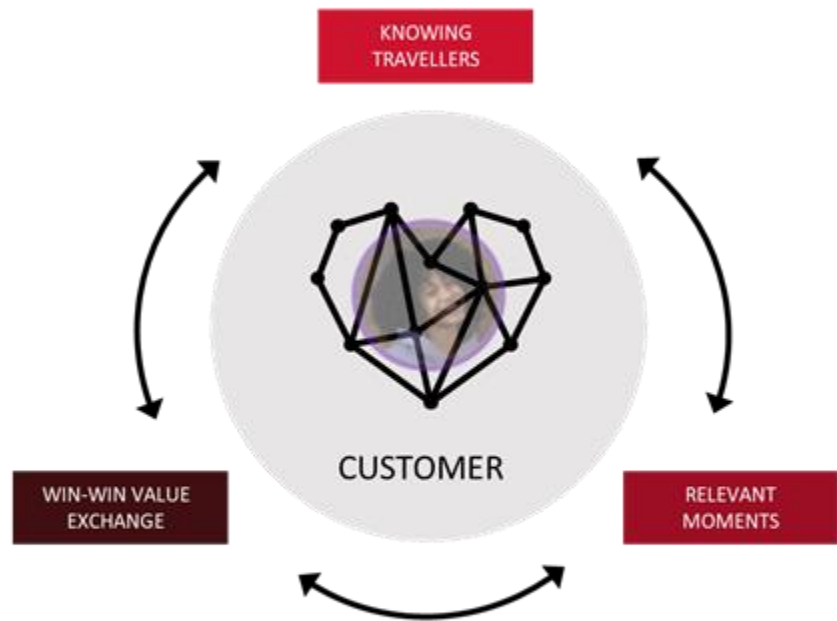 KNOWING
TRAVELLERS
CUSTOMER
WIN-WIN VALUE
EXCHANGE
RELEVANT
MOMENTS